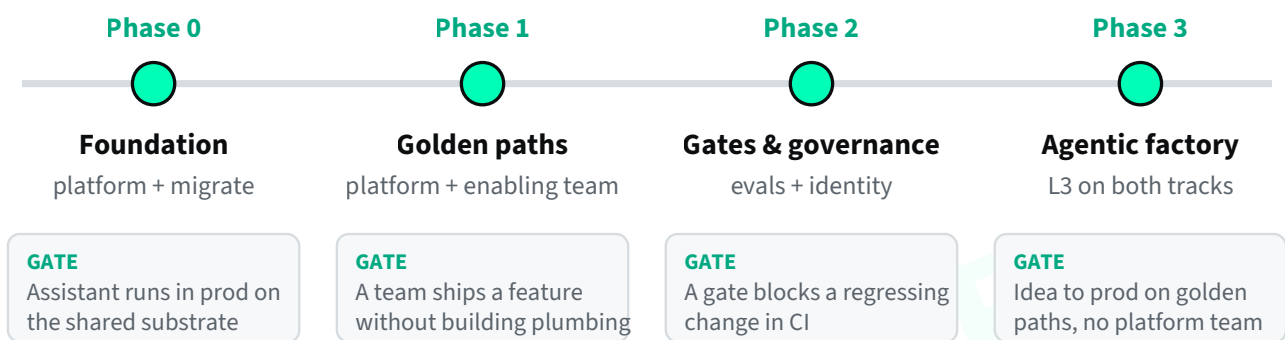 Phase 0
Phase 1
Phase 2
Phase 3
Foundation
Golden paths
Gates & governance
Agentic factory
platform + migrate
platform + enabling team
evals + identity
L3 on both tracks
GATE
Assistant runs in prod on
the shared substrate
GATE
A team ships a feature
without building plumbing
GATE
A gate blocks a regressing
change in CI
GATE
Idea to prod on golden
paths, no platform team